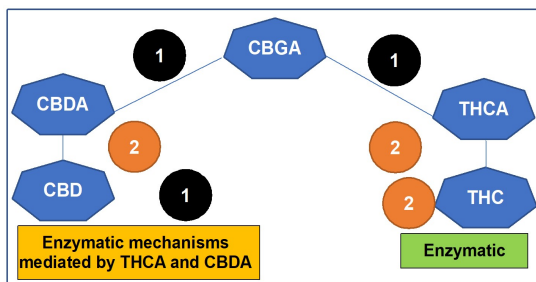 CBGA
1
1
CBDA
THCA
2
2
CBD
1
2
THC
Enzymatic mechanisms
mediated by THCA and CBDA
Enzymatic